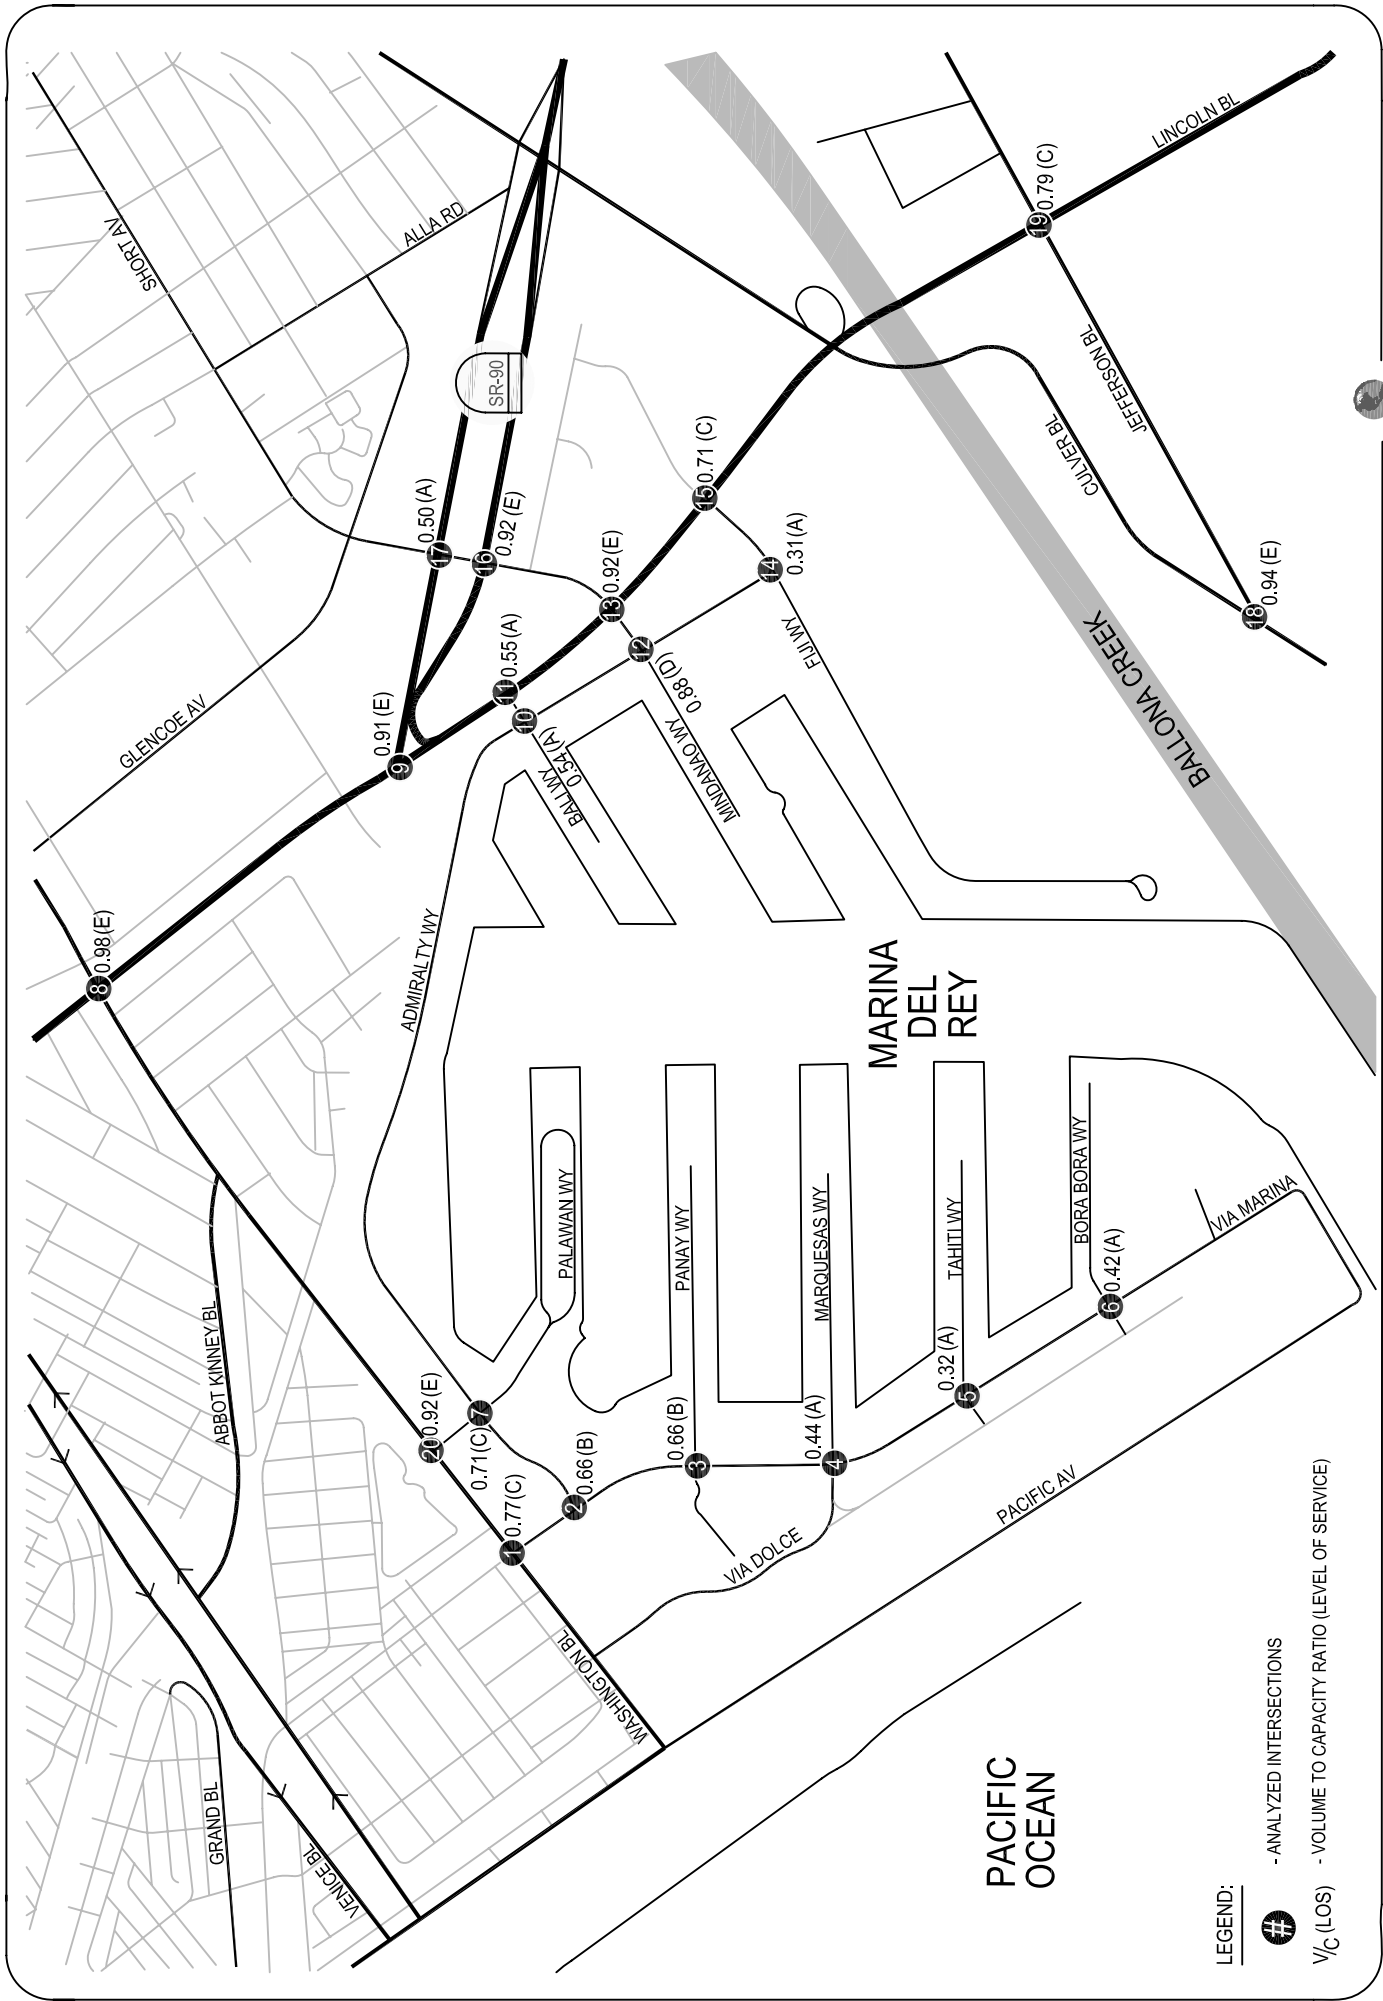 SHORT AV
ALLA RD
SR-90
LINCOLN BL
19
0.79 (C)
JEFFERSON BL
CULVER BL
18
0.94 (E)
17
0.50 (A)
16
0.92 (E)
15
0.71 (C)
14
0.31 (A)
13
0.92 (E)
12
0.88 (D)
11
0.55 (A)
10
0.54 (A)
9
0.91 (E)
8
0.98 (E)
GLENCOE AV
BALI WY
MINDANAO WY
FIJI WY
BALLONA CREEK
ADMIRALTY WY
MARINA
DEL
REY
PALAWAN WY
PANAY WY
MARQUESAS WY
TAHITI WY
BORA BORA WY
VIA MARINA
ABBOT KINNEY BL
20
0.92 (E)
7
0.71 (C)
1
0.77 (C)
2
0.66 (B)
3
0.66 (B)
4
0.44 (A)
5
0.32 (A)
6
0.42 (A)
VIA DOLCE
PACIFIC AV
WASHINGTON BL
GRAND BL
VENICE BL
PACIFIC
OCEAN
LEGEND:
# - ANALYZED INTERSECTIONS
V/C (LOS) - VOLUME TO CAPACITY RATIO (LEVEL OF SERVICE)